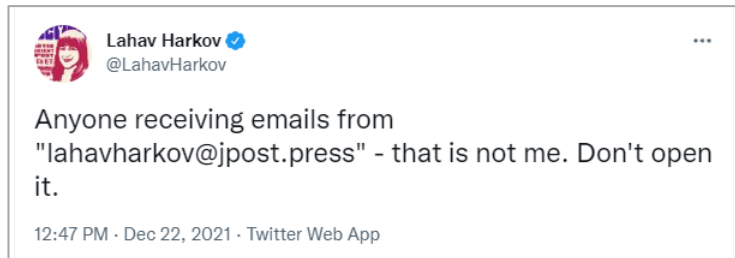 Lahav Harkov
@LahavHarkov
Anyone receiving emails from
"lahavharkov@jpost.press" - that is not me. Don't open
it.
12:47 PM · Dec 22, 2021 · Twitter Web App